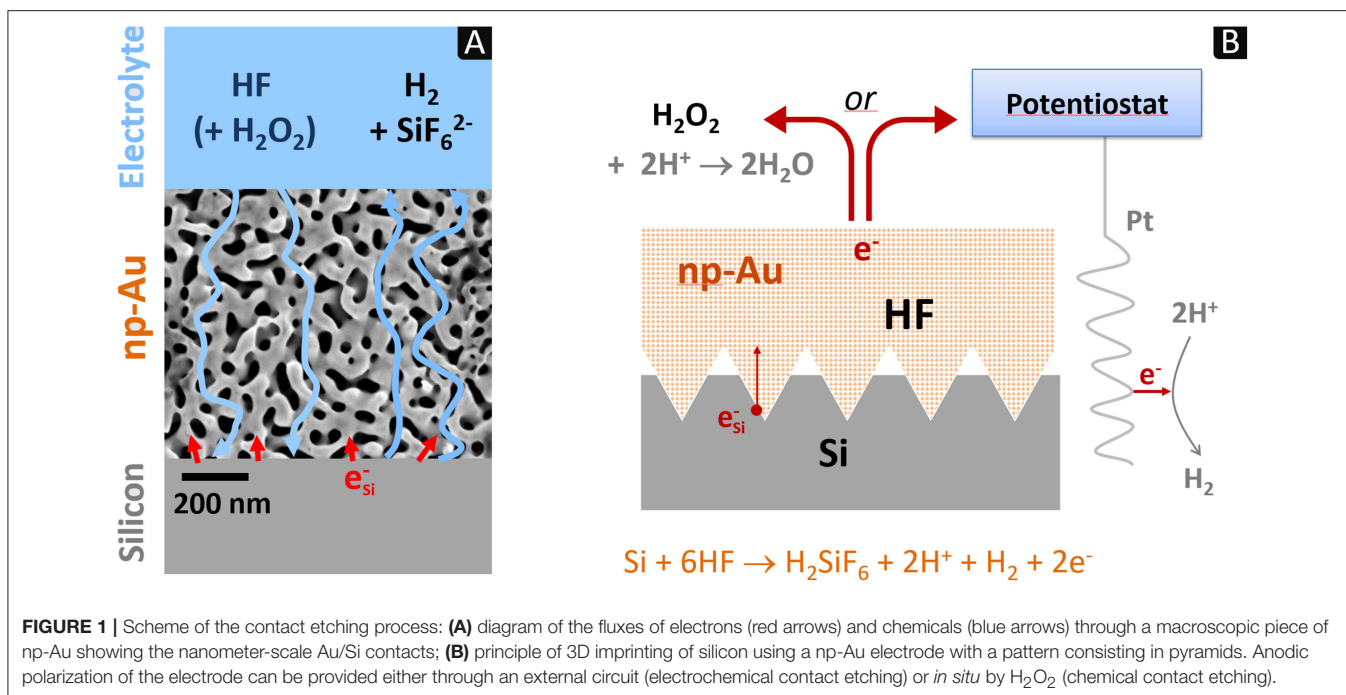 A
Electrolyte
HF
(+ H₂O₂)
H₂
+ SiF₆²⁻
np-Au
e⁻Si
200 nm
Silicon
B
or
Potentiostat
H₂O₂
+ 2H⁺ → 2H₂O
Pt
e⁻
np-Au
HF
2H⁺
e⁻
e⁻Si
Si
H₂
Si + 6HF → H₂SiF₆ + 2H⁺ + H₂ + 2e⁻
FIGURE 1 | Scheme of the contact etching process: (A) diagram of the fluxes of electrons (red arrows) and chemicals (blue arrows) through a macroscopic piece of
np-Au showing the nanometer-scale Au/Si contacts; (B) principle of 3D imprinting of silicon using a np-Au electrode with a pattern consisting in pyramids. Anodic
polarization of the electrode can be provided either through an external circuit (electrochemical contact etching) or in situ by H₂O₂ (chemical contact etching).